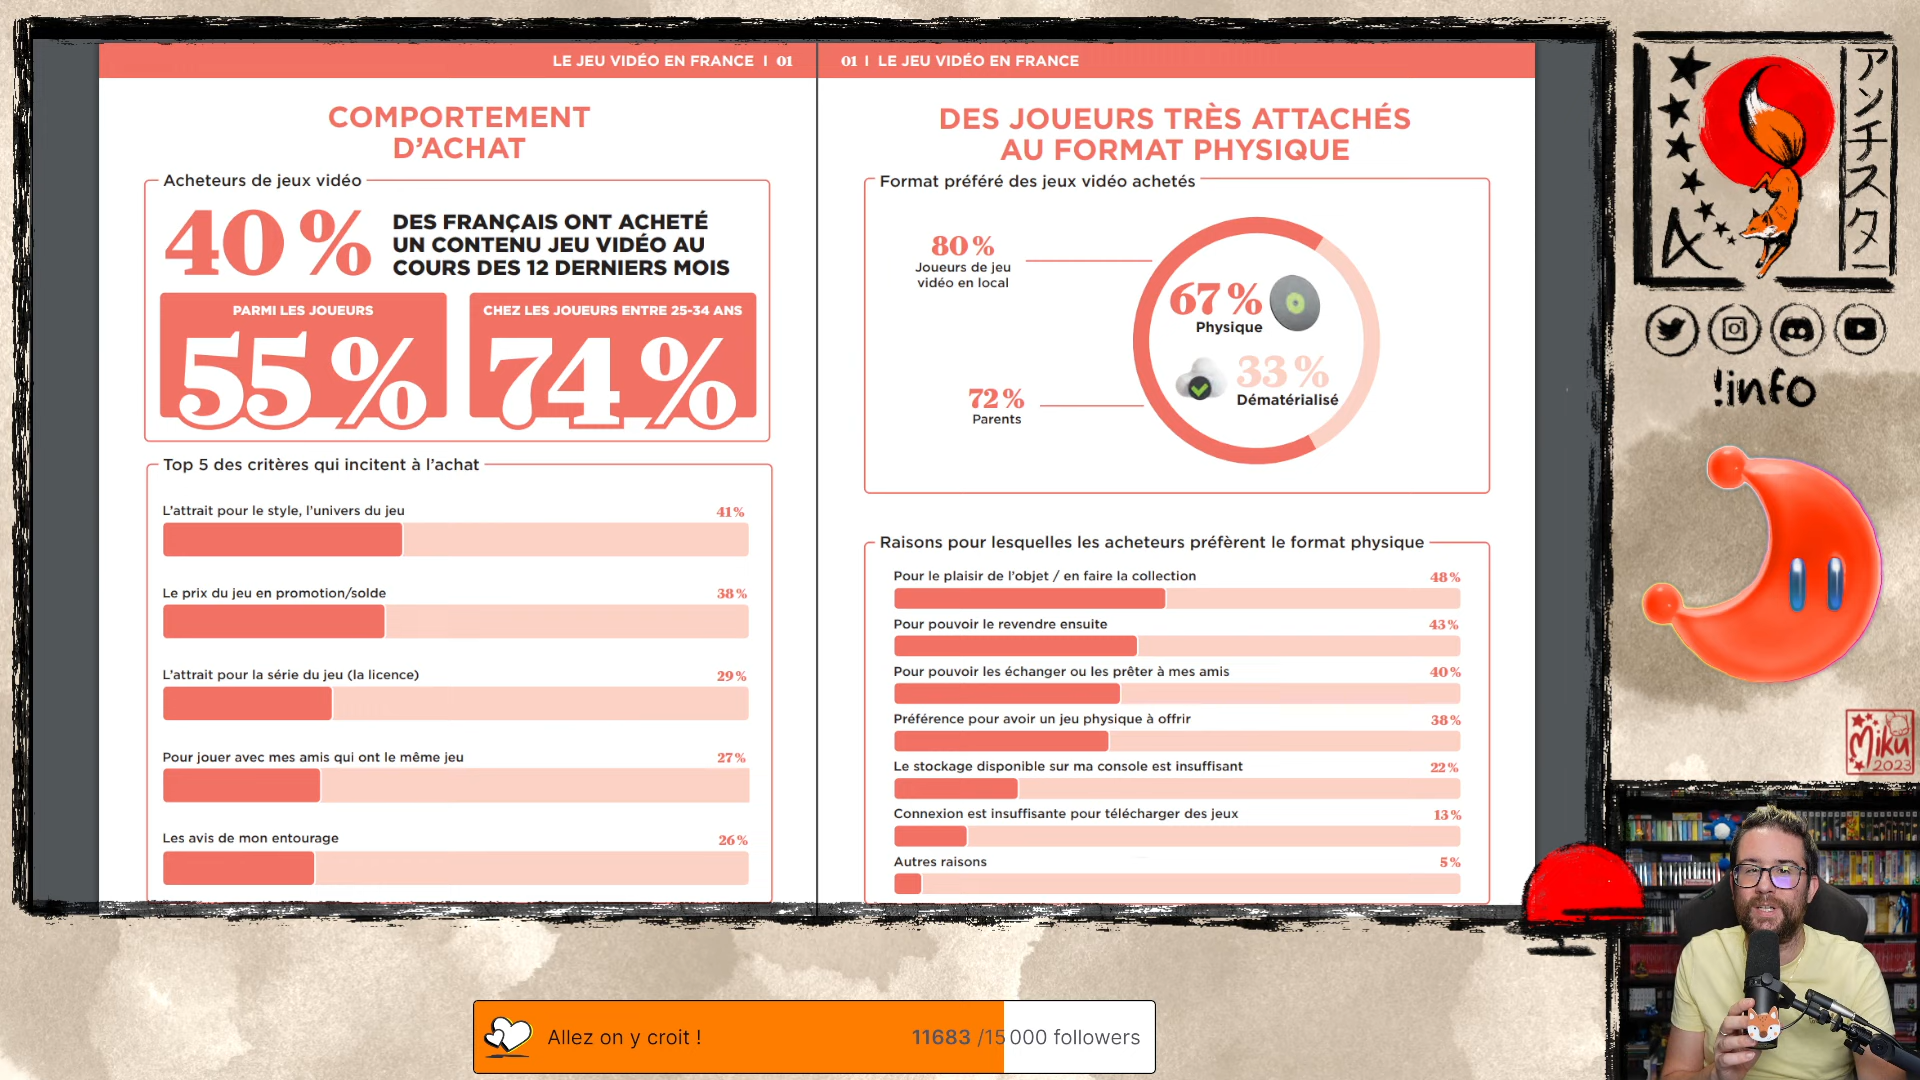 LE JEU VIDÉO EN FRANCE I 01
01 I LE JEU VIDÉO EN FRANCE
COMPORTEMENT
D'ACHAT
Acheteurs de jeux vidéo
40 %
DES FRANÇAIS ONT ACHETÉ
UN CONTENU JEU VIDÉO AU
COURS DES 12 DERNIERS MOIS
PARMI LES JOUEURS
55 %
CHEZ LES JOUEURS ENTRE 25-34 ANS
74 %
Top 5 des critères qui incitent à l'achat
L'attrait pour le style, l'univers du jeu
41%
Le prix du jeu en promotion/solde
38%
L'attrait pour la série du jeu (la licence)
29%
Pour jouer avec mes amis qui ont le même jeu
27%
Les avis de mon entourage
26%
DES JOUEURS TRÈS ATTACHÉS
AU FORMAT PHYSIQUE
Format préféré des jeux vidéo achetés
80 %
Joueurs de jeu
vidéo en local
72 %
Parents
67 %
Physique
33 %
Dématérialisé
Raisons pour lesquelles les acheteurs préfèrent le format physique
Pour le plaisir de l'objet / en faire la collection
48%
Pour pouvoir le revendre ensuite
43%
Pour pouvoir les échanger ou les prêter à mes amis
40%
Préférence pour avoir un jeu physique à offrir
38%
Le stockage disponible sur ma console est insuffisant
22%
Connexion est insuffisante pour télécharger des jeux
13%
Autres raisons
5%
アンチスター
A
!info
Miku
2023
Allez on y croit !
11683 /15 000 followers